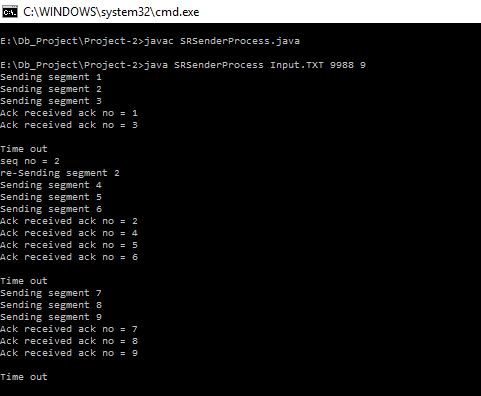 C:\WINDOWS\system32\cmd.exe
E:\Db_Project\Project-2>javac SRSenderProcess.java
E:\Db_Project\Project-2>java SRSenderProcess Input.TXT 9988 9
Sending segment 1
Sending segment 2
Sending segment 3
Ack received ack no = 1
Ack received ack no = 3
Time out
seq no = 2
re-Sending segment 2
Sending segment 4
Sending segment 5
Sending segment 6
Ack received ack no = 2
Ack received ack no = 4
Ack received ack no = 5
Ack received ack no = 6
Time out
Sending segment 7
Sending segment 8
Sending segment 9
Ack received ack no = 7
Ack received ack no = 8
Ack received ack no = 9
Time out